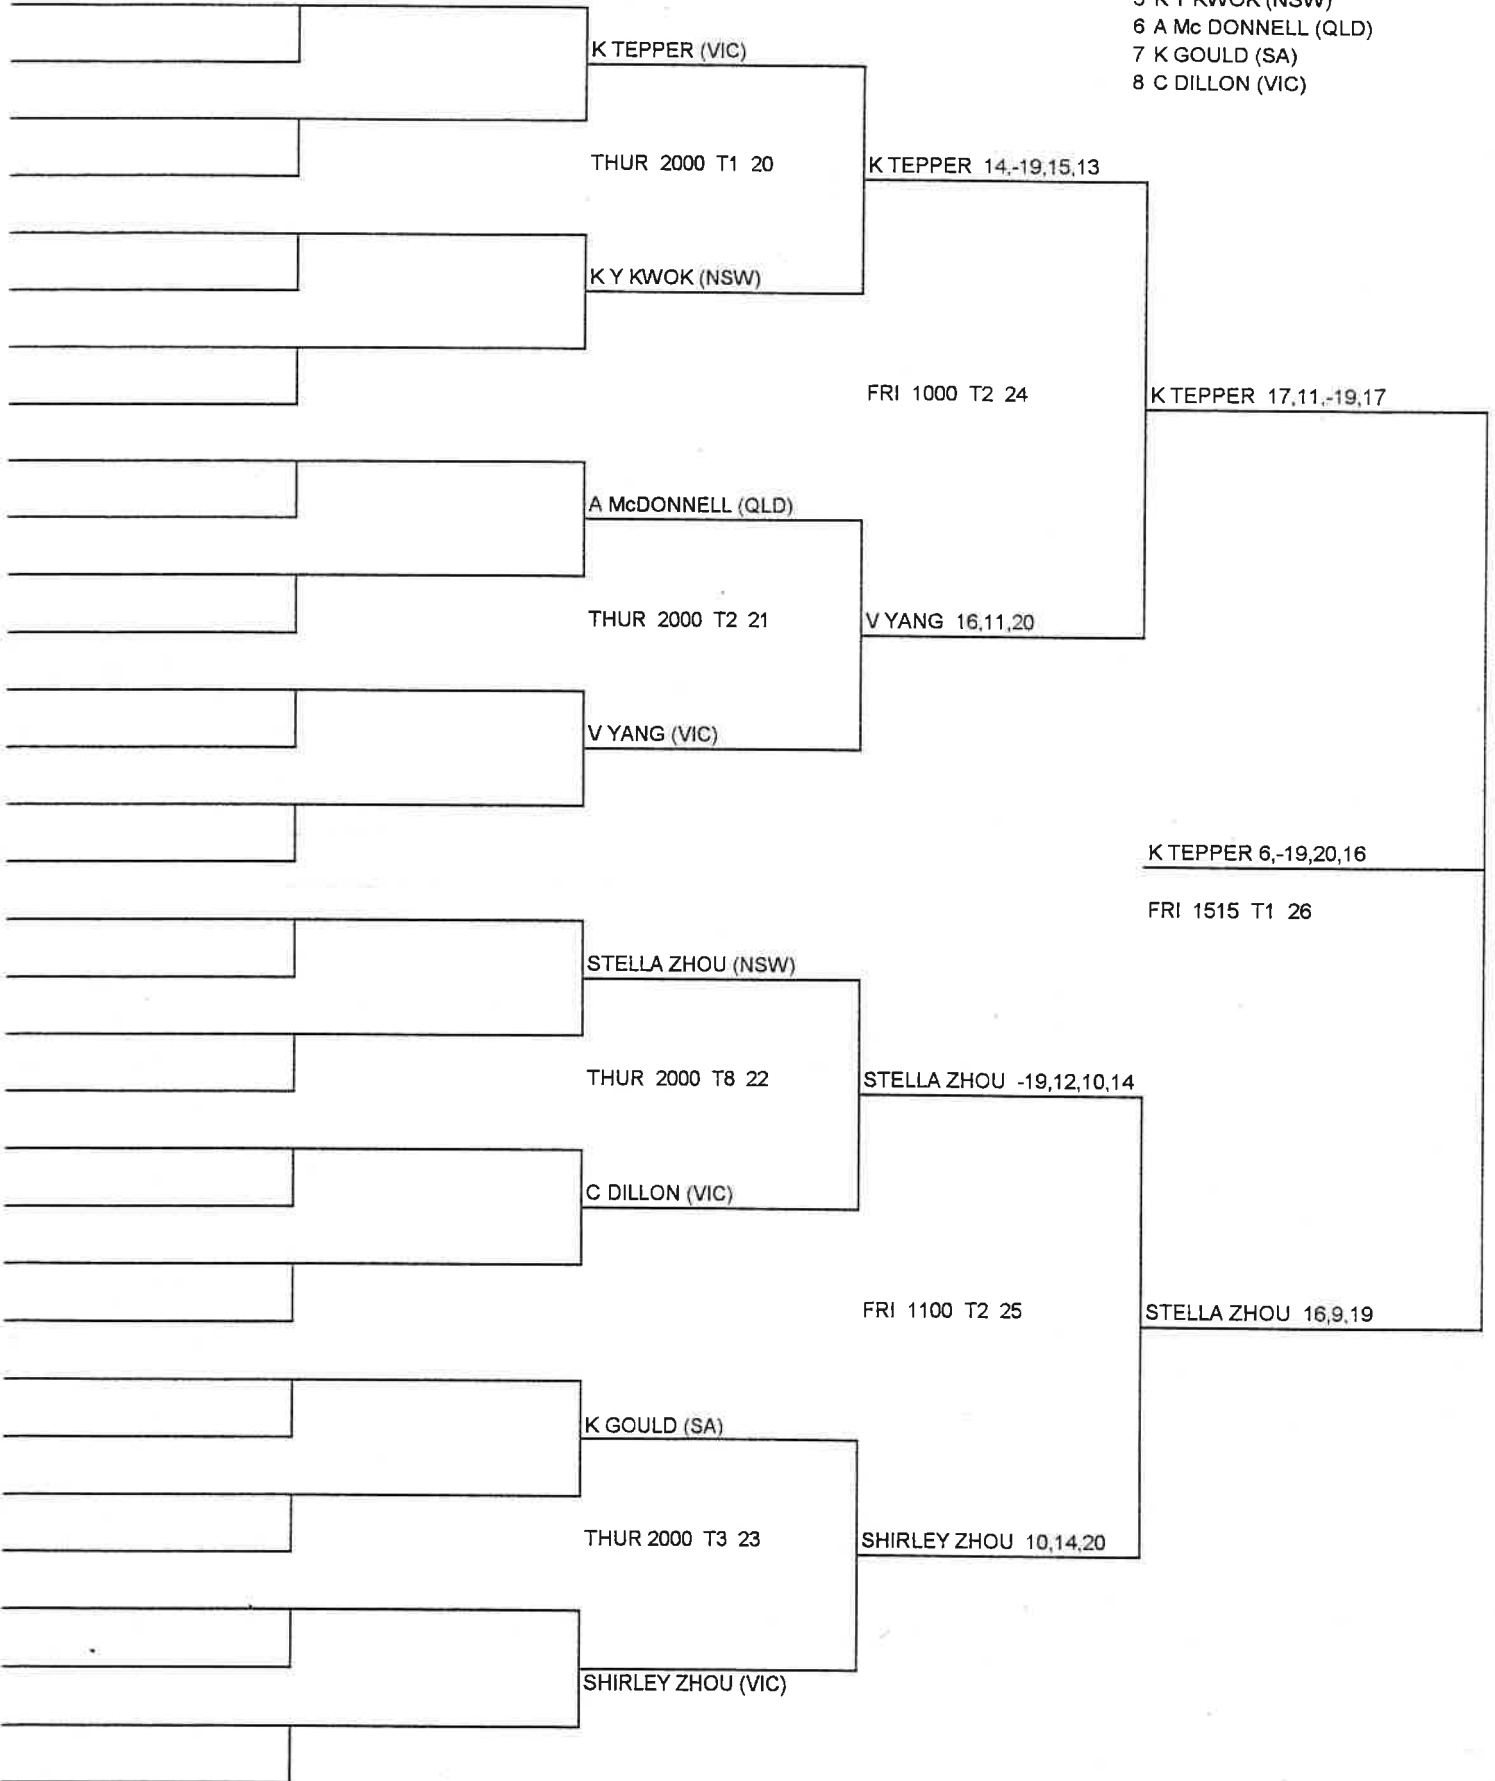 5 K Y KWOK (NSW)
6 A Mc DONNELL (QLD)
7 K GOULD (SA)
8 C DILLON (VIC)
K TEPPER (VIC)
THUR 2000 T1 20
K TEPPER 14,-19,15,13
K Y KWOK (NSW)
FRI 1000 T2 24
K TEPPER 17,11,-19,17
A McDONNELL (QLD)
THUR 2000 T2 21
V YANG 16,11,20
V YANG (VIC)
K TEPPER 6,-19,20,16
FRI 1515 T1 26
STELLA ZHOU (NSW)
THUR 2000 T8 22
STELLA ZHOU -19,12,10,14
C DILLON (VIC)
FRI 1100 T2 25
STELLA ZHOU 16,9,19
K GOULD (SA)
THUR 2000 T3 23
SHIRLEY ZHOU 10,14,20
SHIRLEY ZHOU (VIC)